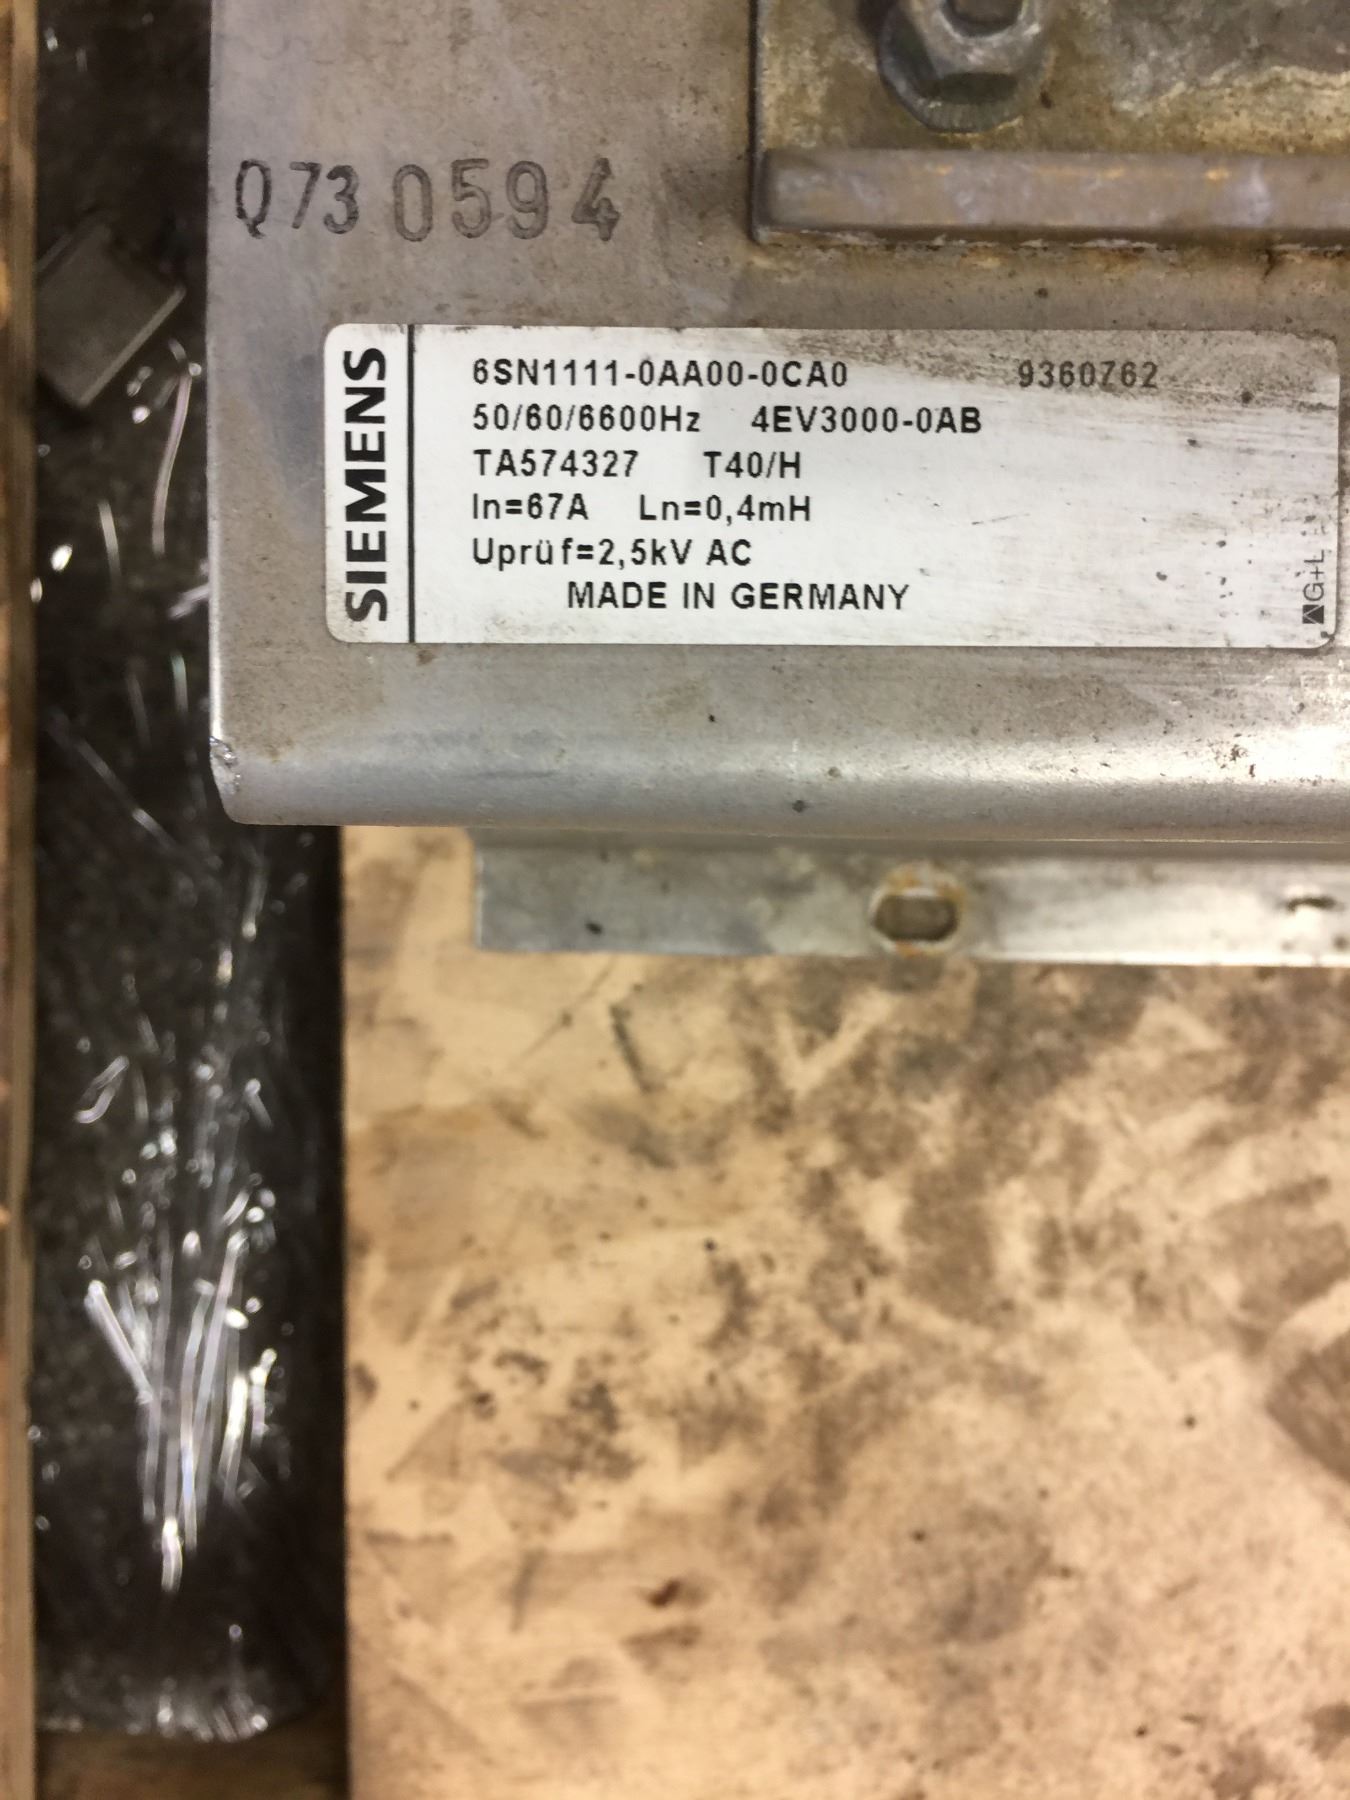 Q73 0594
SIEMENS
6SN1111-0AA00-0CA0 9360762
50/60/6600Hz 4EV3000-0AB
TA574327 T40/H
In=67A Ln=0,4mH
Uprüf=2,5kV AC
MADE IN GERMANY
G+L